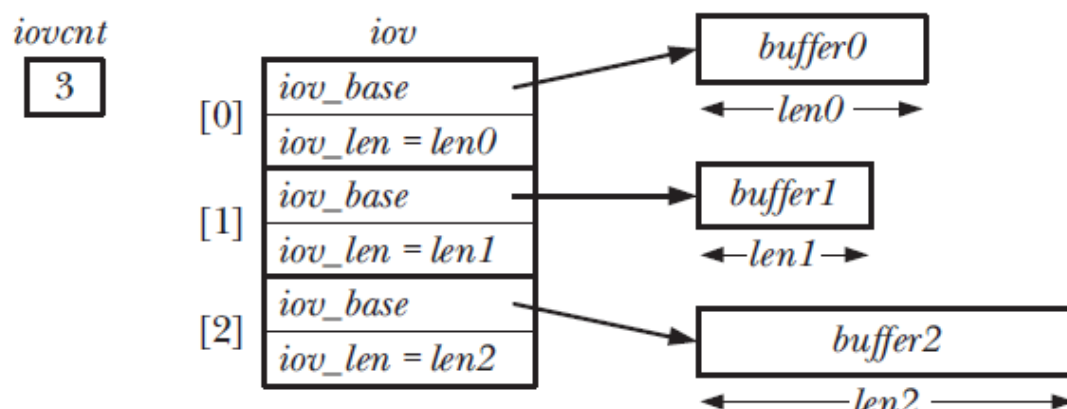 iovcnt
3
iov
[0]
iov_base
iov_len = len0
[1]
iov_base
iov_len = len1
[2]
iov_base
iov_len = len2
buffer0
len0
buffer1
len1
buffer2
len2